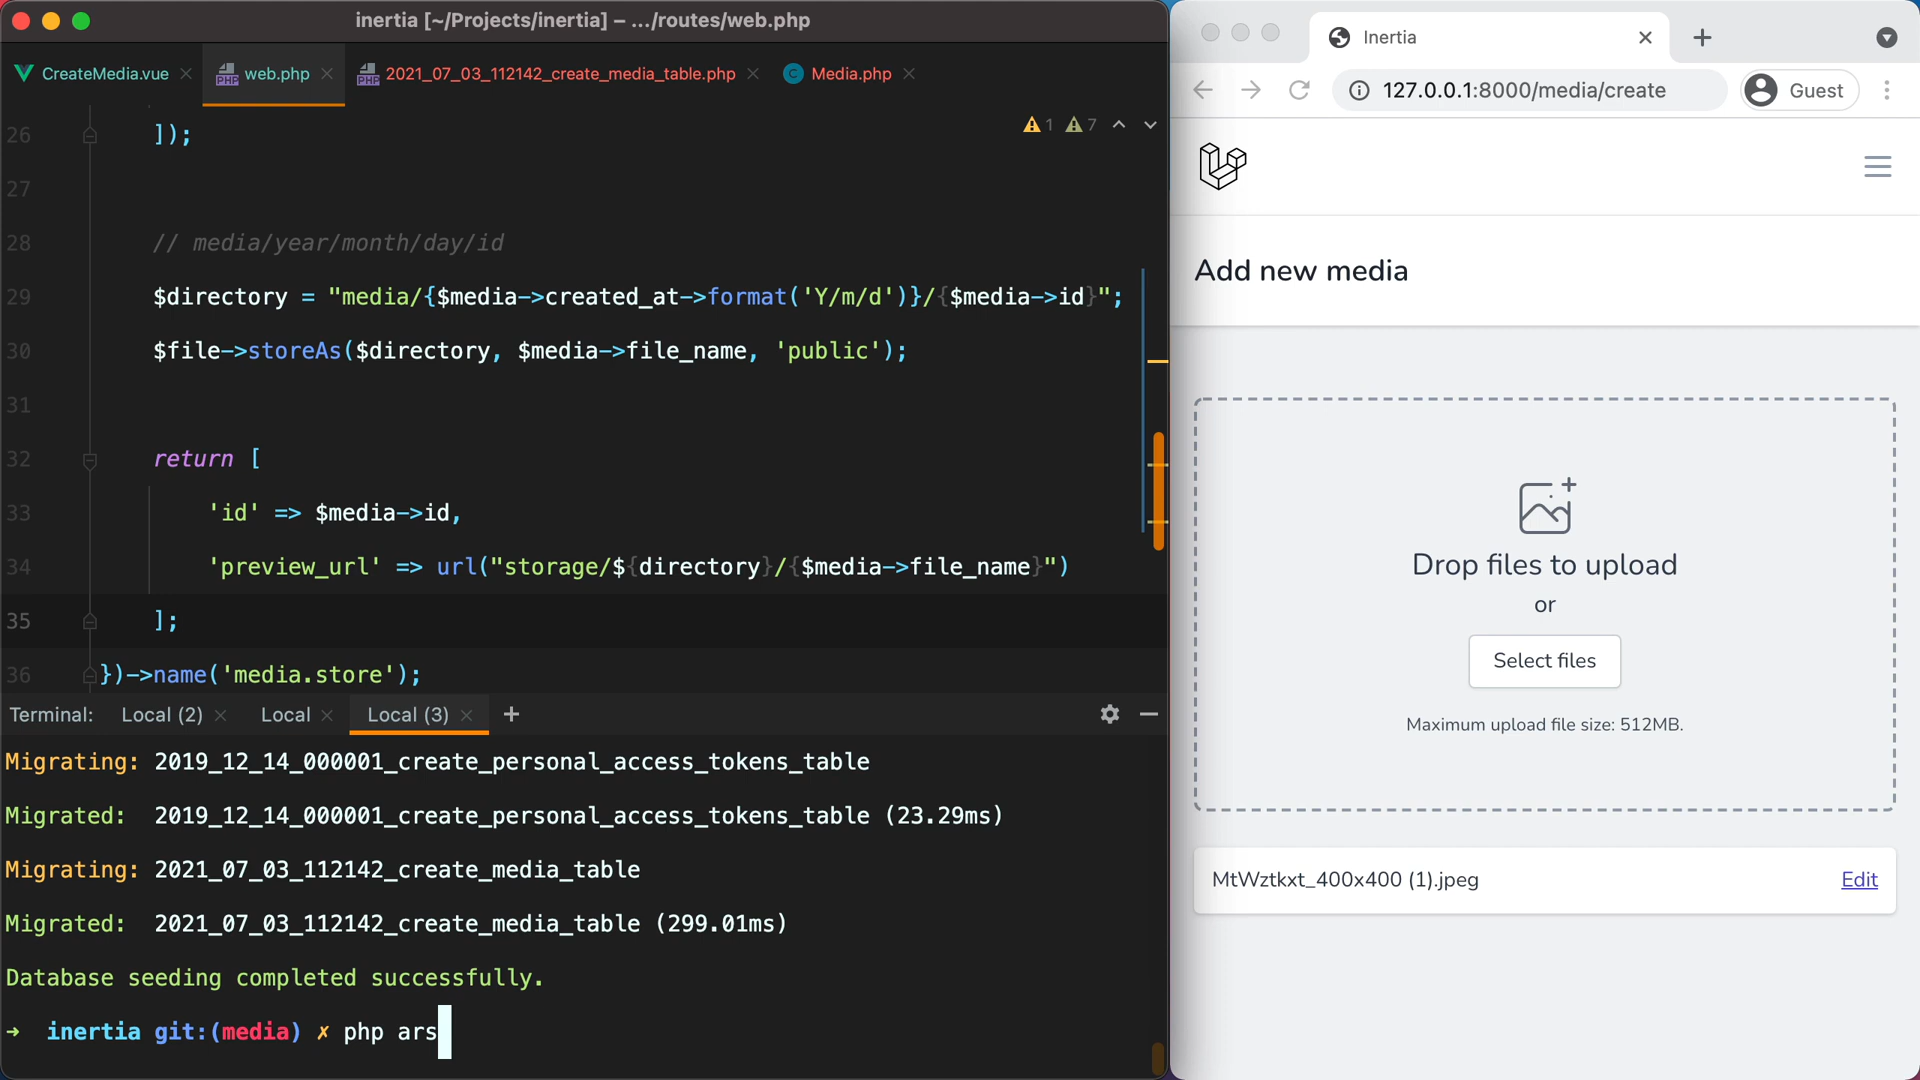 inertia [~/Projects/inertia] – .../routes/web.php
CreateMedia.vue
web.php
2021_07_03_112142_create_media_table.php
Media.php
1 7
26 ]);
27
28 // media/year/month/day/id
29 $directory = "media/{$media->created_at->format('Y/m/d')}/{$media->id}";
30 $file->storeAs($directory, $media->file_name, 'public');
31
32 return [
33 'id' => $media->id,
34 'preview_url' => url("storage/${directory}/{$media->file_name}")
35 ];
36 })->name('media.store');
Terminal: Local (2) Local Local (3)
Migrating: 2019_12_14_000001_create_personal_access_tokens_table
Migrated: 2019_12_14_000001_create_personal_access_tokens_table (23.29ms)
Migrating: 2021_07_03_112142_create_media_table
Migrated: 2021_07_03_112142_create_media_table (299.01ms)
Database seeding completed successfully.
➜ inertia git:(media) ✗ php ars
Inertia
127.0.0.1:8000/media/create
Guest
Add new media
Drop files to upload
or
Select files
Maximum upload file size: 512MB.
MtWztkxt_400x400 (1).jpeg
Edit